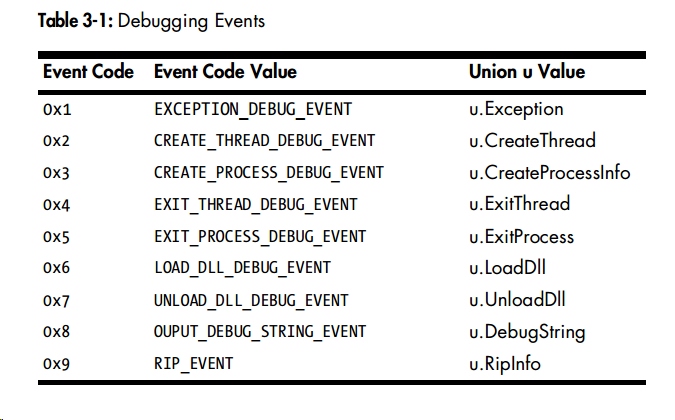 Table 3-1: Debugging Events
Event Code Event Code Value Union u Value
0x1 EXCEPTION_DEBUG_EVENT u.Exception
0x2 CREATE_THREAD_DEBUG_EVENT u.CreateThread
0x3 CREATE_PROCESS_DEBUG_EVENT u.CreateProcessInfo
0x4 EXIT_THREAD_DEBUG_EVENT u.ExitThread
0x5 EXIT_PROCESS_DEBUG_EVENT u.ExitProcess
0x6 LOAD_DLL_DEBUG_EVENT u.LoadDll
0x7 UNLOAD_DLL_DEBUG_EVENT u.UnloadDll
0x8 OUPUT_DEBUG_STRING_EVENT u.DebugString
0x9 RIP_EVENT u.RipInfo